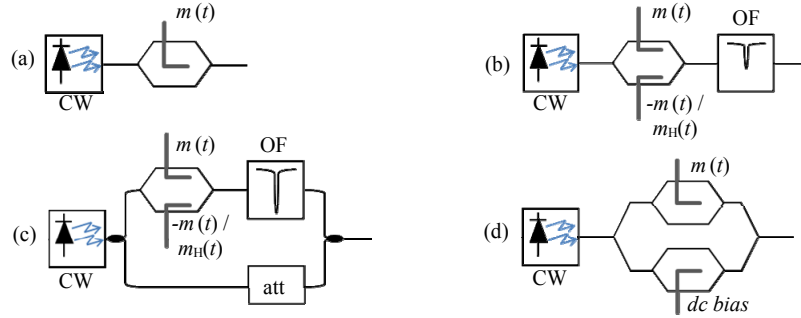 (a)
m (t)
CW
(b)
m (t)
OF
CW
-m (t) /
mH(t)
(c)
m (t)
OF
-m (t) /
mH(t)
CW
att
(d)
m (t)
CW
dc bias